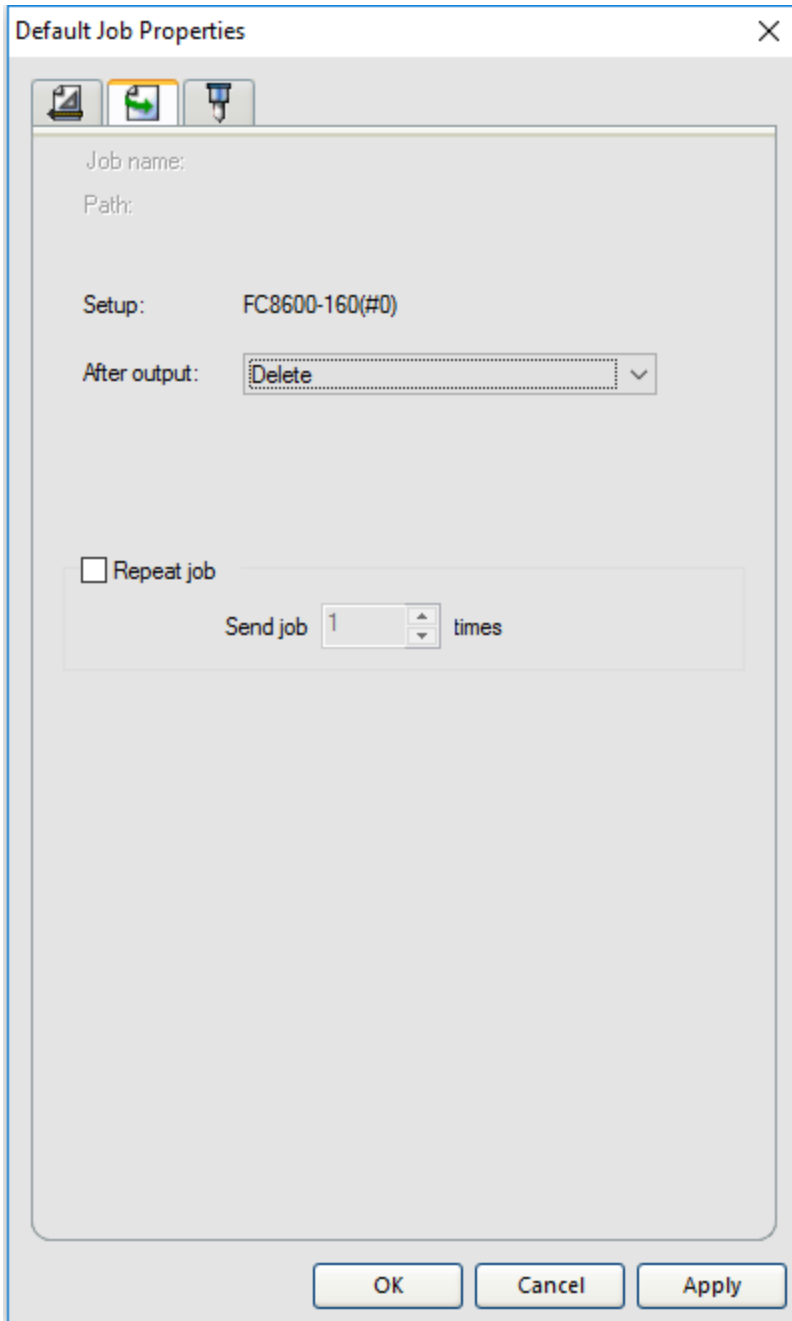 Default Job Properties
Job name:
Path:
Setup: FC8600-160(#0)
After output: Delete
Repeat job
Send job 1 times
OK Cancel Apply